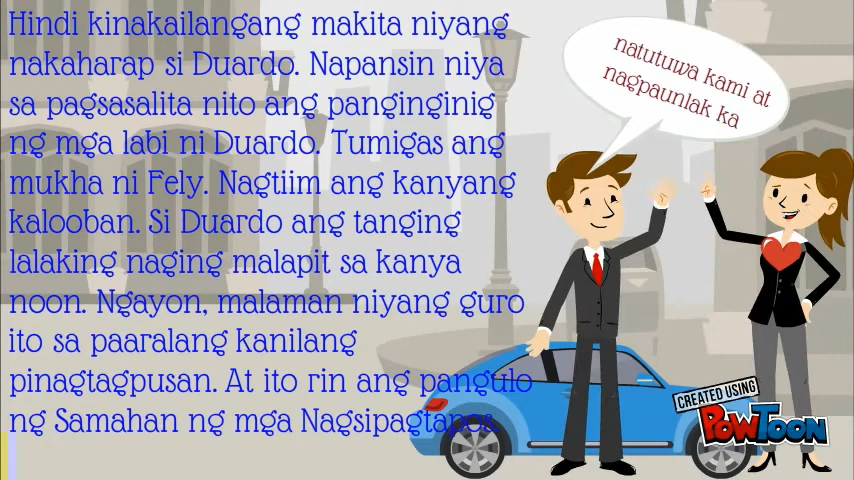 Hindi kinakailangang makita niyang
nakaharap si Duardo. Napansin niya
sa pagsasalita nito ang panginginig
ng mga labi ni Duardo. Tumigas ang
mukha ni Fely. Nagtiim ang kanyang
kalooban. Si Duardo ang tanging
lalaking naging malapit sa kanya
noon. Ngayon, malaman niyang guro
ito sa paaralang kanilang
pinagtagpusan. At ito rin ang pangulo
ng Samahan ng mga Nagsipagtapos.
natutuwa kami at
nagpaunlak ka
CREATED USING
POWTOON